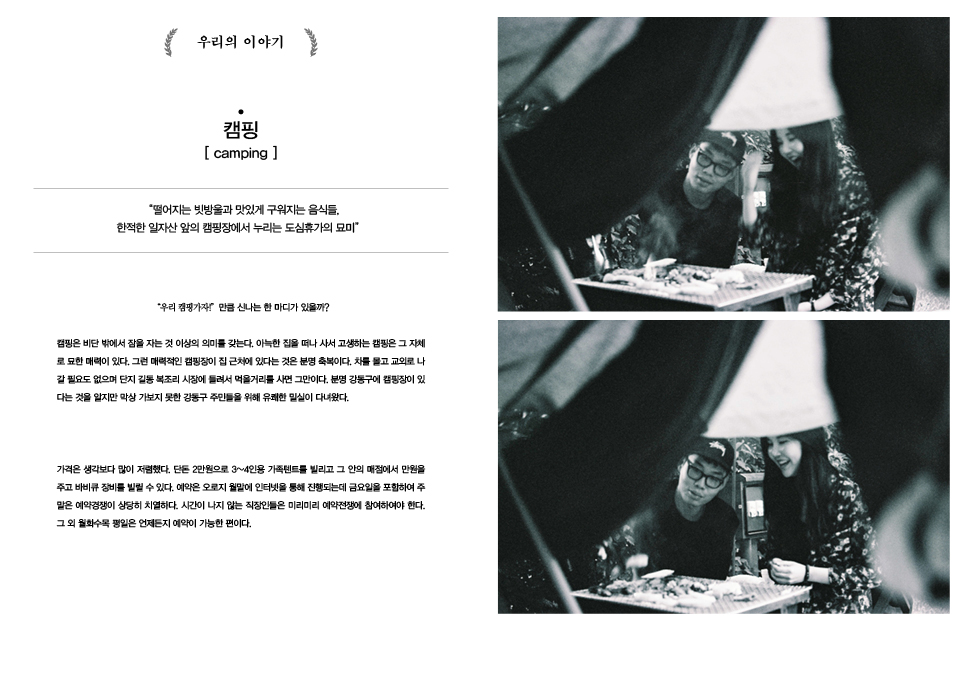 우리의 이야기
캠핑
[ camping ]
“떨어지는 빗방울과 맛있게 구워지는 음식들,
한적한 일자산 앞의 캠핑장에서 누리는 도심휴가의 묘미”
“우리 캠핑가자!” 만큼 신나는 한 마디가 있을까?
캠핑은 비단 밖에서 잠을 자는 것 이상의 의미를 갖는다. 아늑한 집을 떠나 사서 고생하는 캠핑은 그 자체
로 묘한 매력이 있다. 그런 매력적인 캠핑장이 집 근처에 있다는 것은 분명 축복이다. 차를 몰고 교외로 나
갈 필요도 없으며 단지 길동 복조리 시장에 들려서 먹을거리를 사면 그만이다. 분명 강동구에 캠핑장이 있
다는 것을 알지만 막상 가보지 못한 강동구 주민들을 위해 유쾌한 밀실이 다녀왔다.
가격은 생각보다 많이 저렴했다. 단돈 2만원으로 3~4인용 가족텐트를 빌리고 그 안의 매점에서 만원을
주고 바비큐 장비를 빌릴 수 있다. 예약은 오로지 월말에 인터넷을 통해 진행되는데 금요일을 포함하여 주
말은 예약경쟁이 상당히 치열하다. 시간이 나지 않는 직장인들은 미리미리 예약전쟁에 참여하여야 한다.
그 외 월화수목 평일은 언제든지 예약이 가능한 편이다.